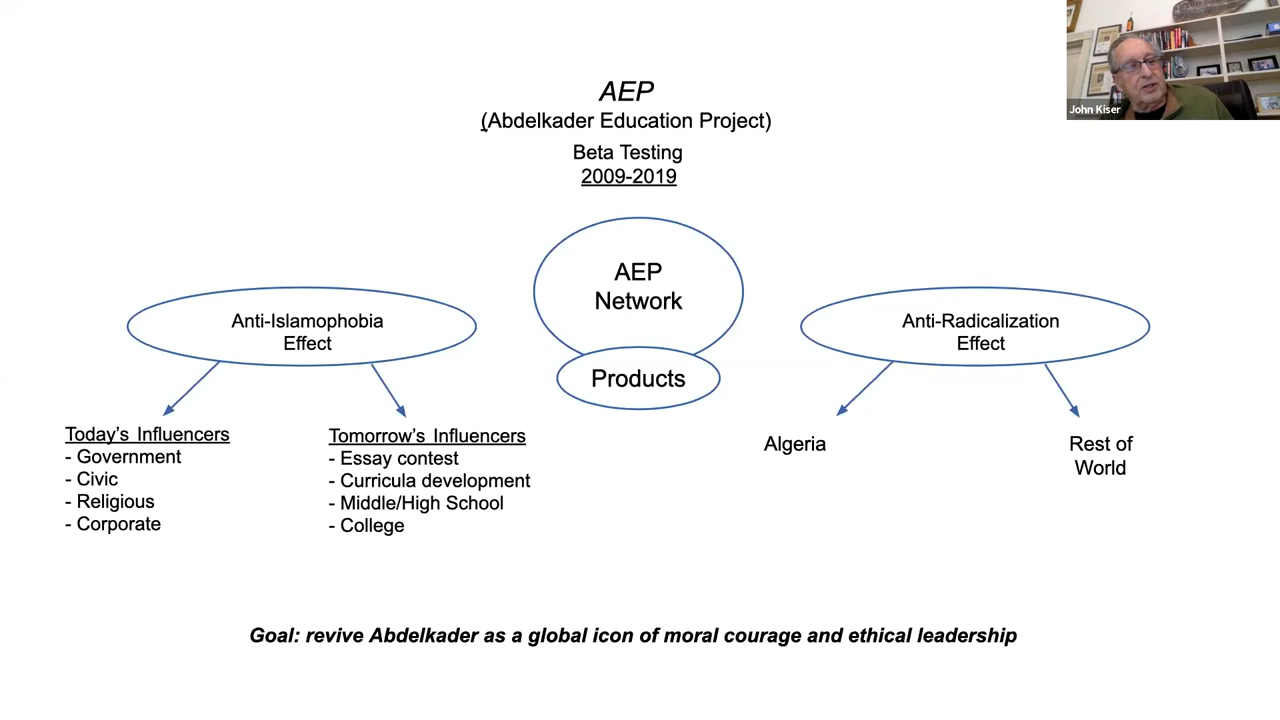 AEP
(Abdelkader Education Project)
Beta Testing
2009-2019
AEP
Network
Products
Anti-Islamophobia
Effect
Today's Influencers
- Government
- Civic
- Religious
- Corporate
Tomorrow's Influencers
- Essay contest
- Curricula development
- Middle/High School
- College
Anti-Radicalization
Effect
Algeria
Rest of
World
Goal: revive Abdelkader as a global icon of moral courage and ethical leadership
John Kiser